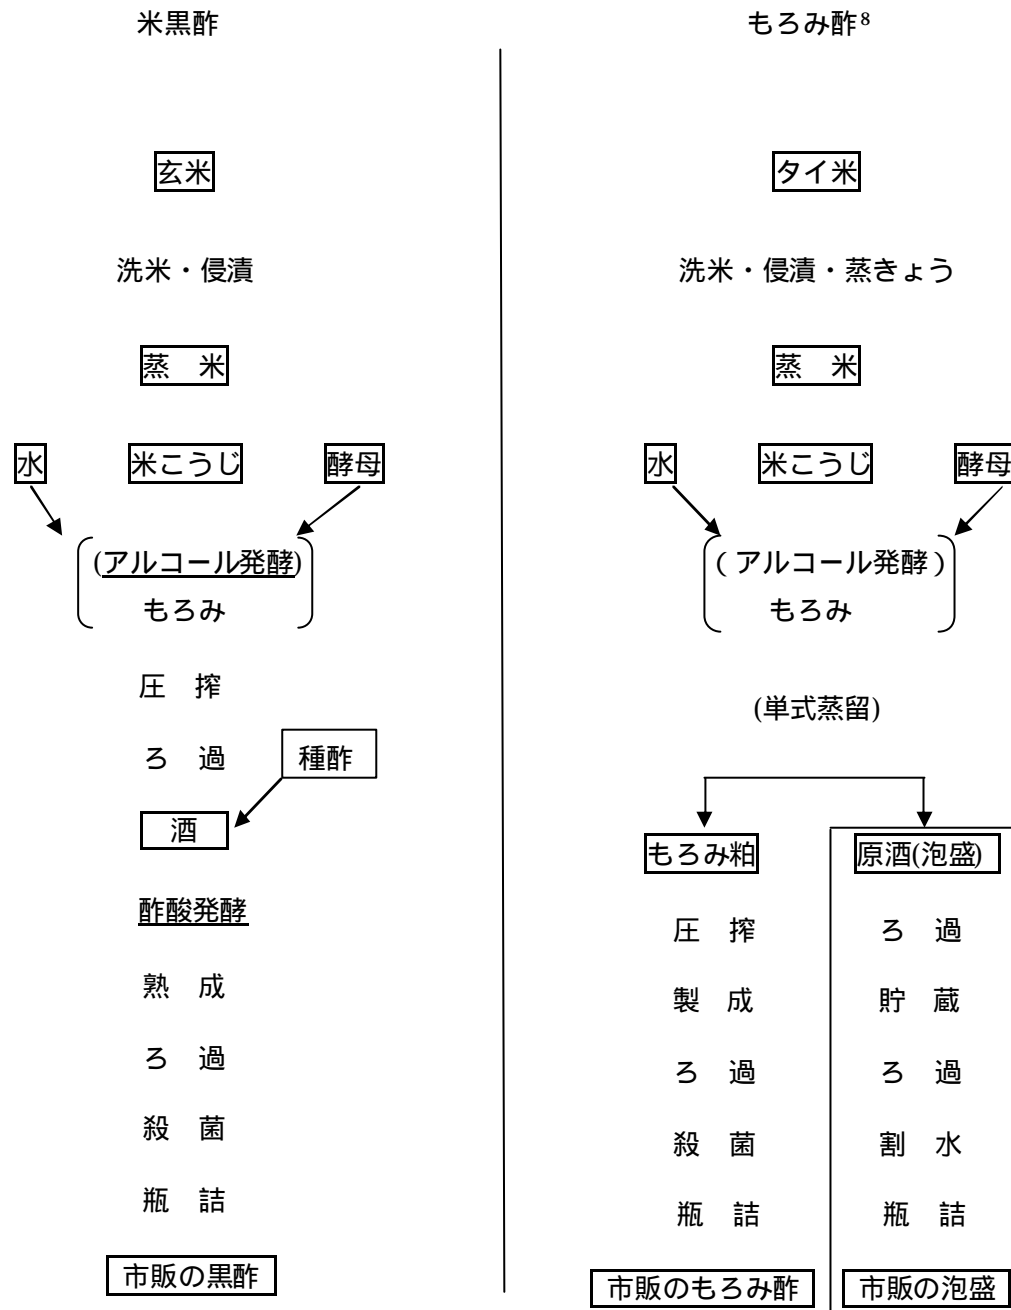 米黒酢
玄米
洗米・侵漬
蒸 米
水 米こうじ 酵母
(アルコール発酵)
もろみ
圧 搾
ろ 過 種酢
酒
酢酸発酵
熟 成
ろ 過
殺 菌
瓶 詰
市販の黒酢
もろみ酢8
タイ米
洗米・侵漬・蒸きょう
蒸 米
水 米こうじ 酵母
(アルコール発酵)
もろみ
(単式蒸留)
もろみ粕
圧 搾
製 成
ろ 過
殺 菌
瓶 詰
市販のもろみ酢
原酒(泡盛)
ろ 過
貯 蔵
ろ 過
割 水
瓶 詰
市販の泡盛